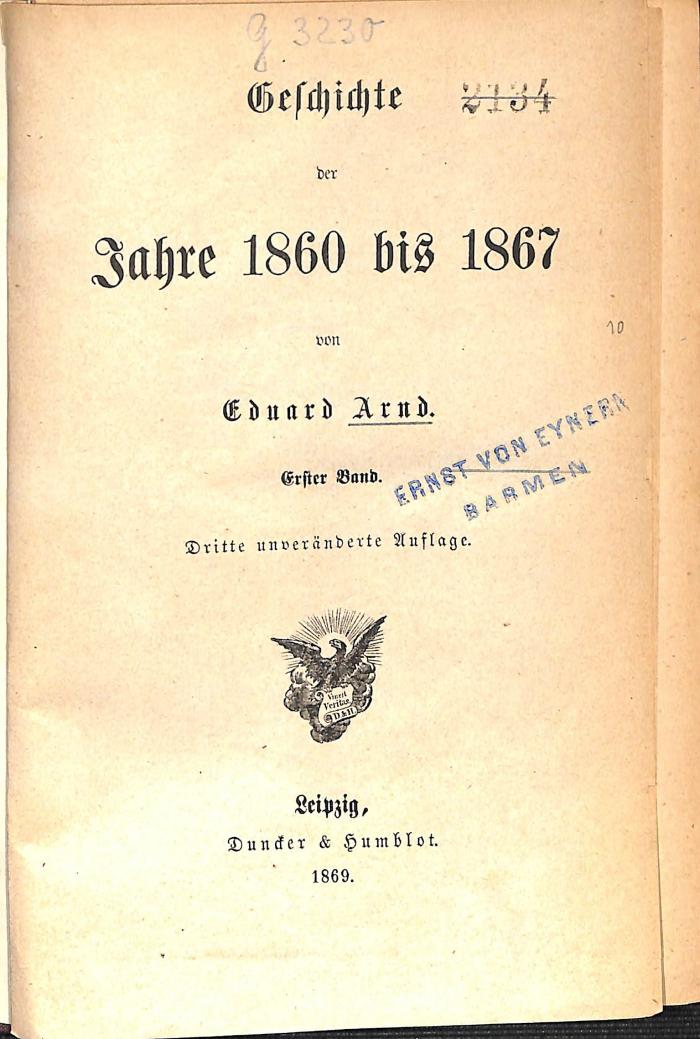 g 3230
Geschichte
2134
der
Jahre 1860 bis 1867
von
10
Eduard Arnd.
Erster Band.
ERNST VON EYNERN
BARMEN
Dritte unveränderte Auflage.
Vincit
Veritas
D&H.
Leipzig,
Duncker & Humblot.
1869.